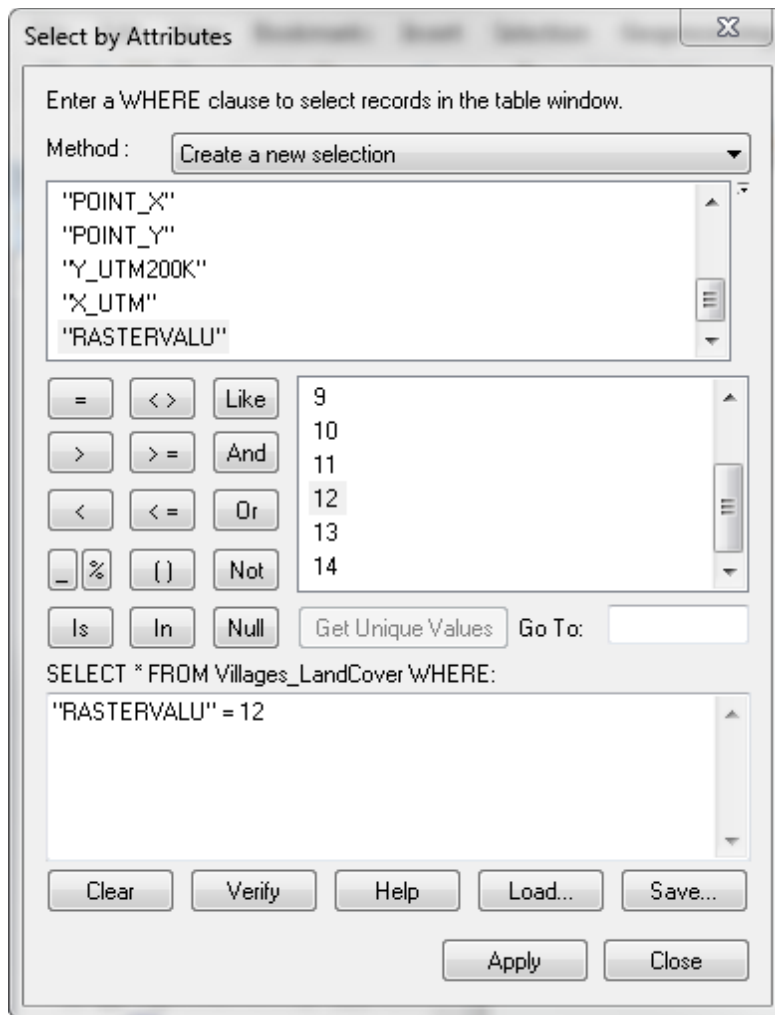 Select by Attributes
Enter a WHERE clause to select records in the table window.
Method : Create a new selection
"POINT_X"
"POINT_Y"
"Y_UTM200K"
"X_UTM"
"RASTERVALU"
= < > Like
> > = And
< < = Or
_ % ( ) Not
Is In Null
9
10
11
12
13
14
Get Unique Values Go To:
SELECT * FROM Villages_LandCover WHERE:
"RASTERVALU" = 12
Clear Verify Help Load... Save...
Apply Close